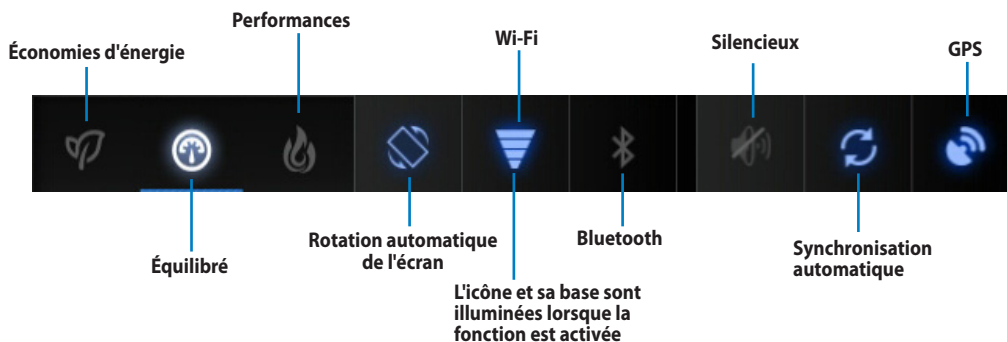 Performances
Économies d'énergie
Wi-Fi
Silencieux
GPS
Équilibré
Rotation automatique
de l'écran
L'icône et sa base sont
illuminées lorsque la
fonction est activée
Bluetooth
Synchronisation
automatique